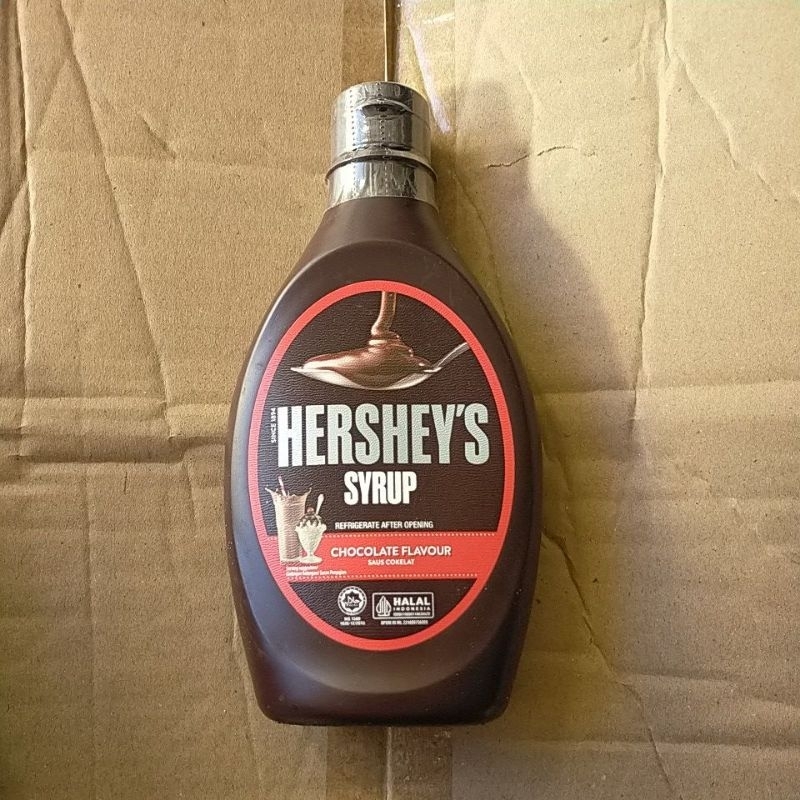 SINCE 1894
HERSHEY'S
SYRUP
REFRIGERATE AFTER OPENING
CHOCOLATE FLAVOUR
SAUS COKELAT
HALAL
INDONESIA